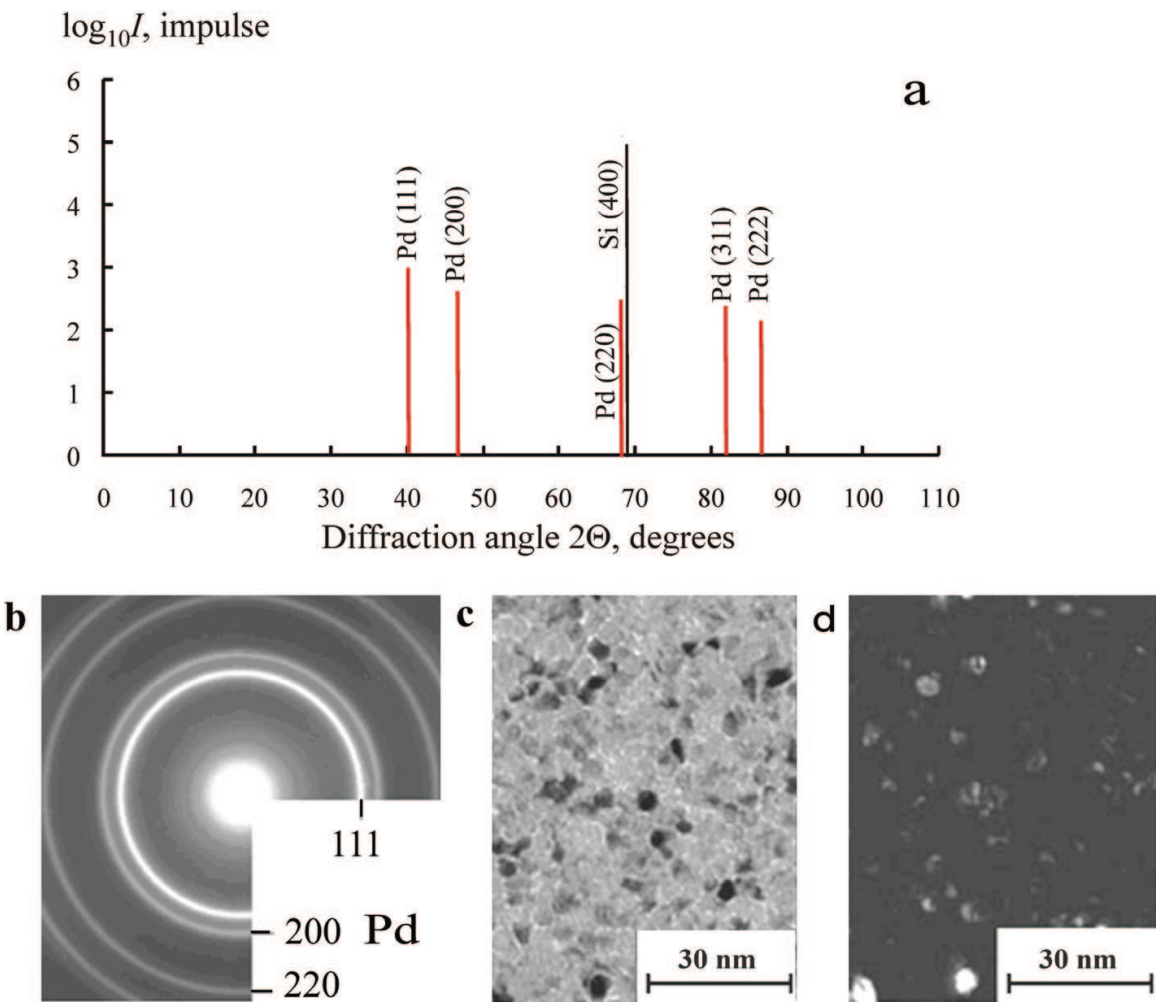 log₁₀I, impulse
a
6
5
4
3
2
1
0
Pd (111)
Pd (200)
Pd (220)
Si (400)
Pd (311)
Pd (222)
0 10 20 30 40 50 60 70 80 90 100 110
Diffraction angle 2Θ, degrees
b
111
200 Pd
220
c
30 nm
d
30 nm